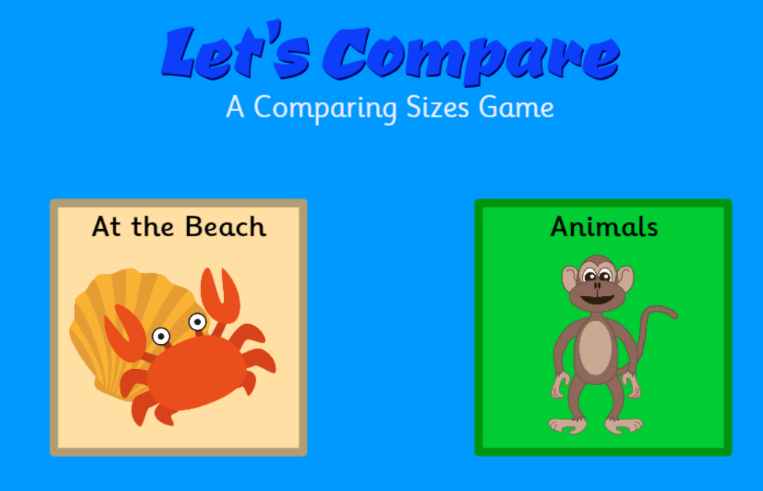 Let's Compare
A Comparing Sizes Game
At the Beach
Animals